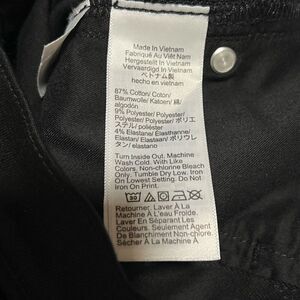 Made In Vietnam
Fabriqué Au Viêt Nam
Hergestellt In Vietnam
Vervaardigd In Vietnam
ベトナム製
hecho en vietnam
87% Cotton/ Coton/
Baumwolle/ Katoen/ 綿/
algodón
9% Polyester/ Polyester/
Polyester/ Polyester/ ポリエ
ステル/ poliéster
4% Elastane/ Élasthanne/
Elastan/ Elastaan/ ポリウレ
タン/ elastano
Turn Inside Out. Machine
Wash Cold. With Like
Colors. Non-chlorine Bleach
Only. Tumble Dry Low. Iron
On Lowest Setting. Do Not
Iron On Print.
Retourner. Laver À La
Machine À L'eau Froide.
Laver Avec Les Mêmes
Couleurs. Seulement Agent
De Blanchiment Non-chlore.
Sécher À La Machine À